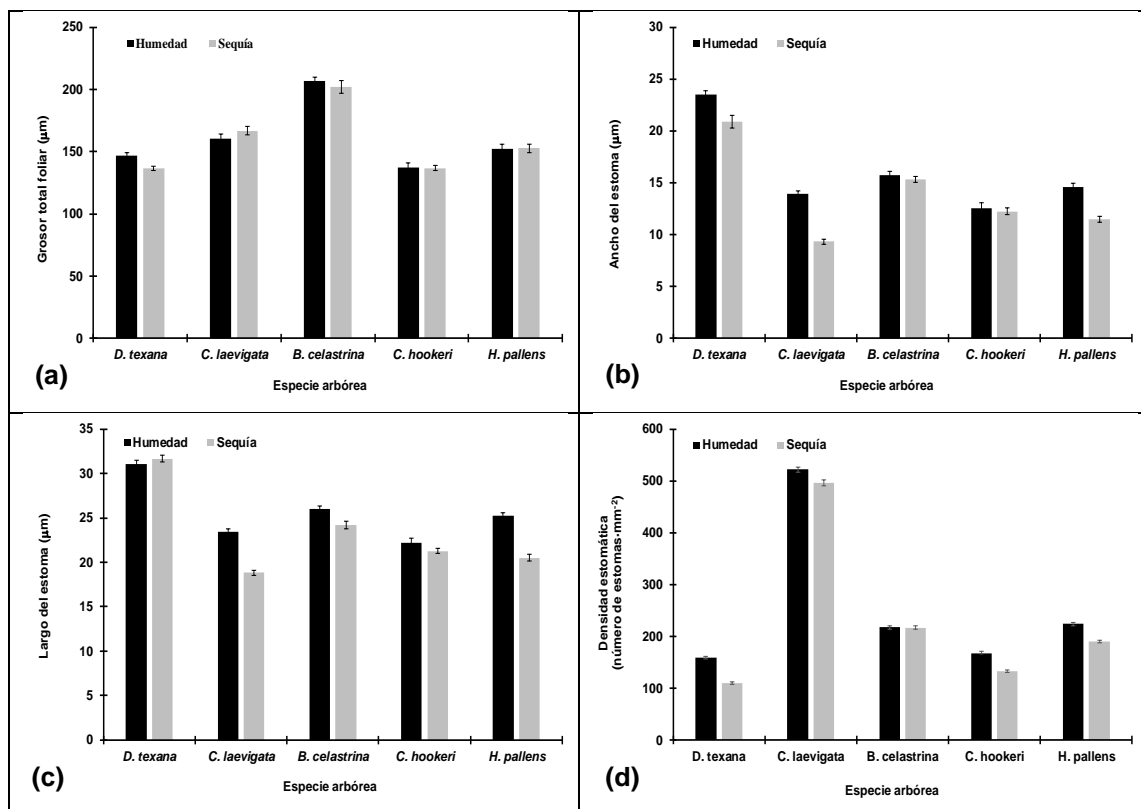 250
200
150
100
50
0
Grosor total foliar (µm)
Humedad Sequía
D. texana C. laevigata B. celastrina C. hookeri H. pallens
Especie arbórea
(a)
30
25
20
15
10
5
0
Ancho del estoma (µm)
Humedad Sequía
D. texana C. laevigata B. celastrina C. hookeri H. pallens
Especie arbórea
(b)
35
30
25
20
15
10
5
0
Largo del estoma (µm)
Humedad Sequía
D. texana C. laevigata B. celastrina C. hookeri H. pallens
Especie arbórea
(c)
600
500
400
300
200
100
0
Densidad estomática
(número de estomas·mm⁻²)
Humedad Sequía
D. texana C. laevigata B. celastrina C. hookeri H. pallens
Especie arbórea
(d)